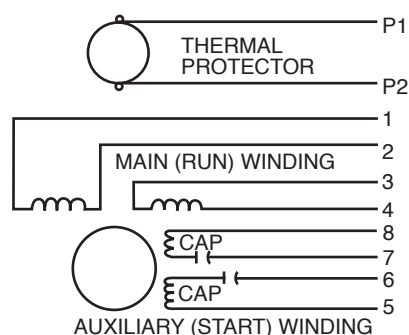 P1
THERMAL
PROTECTOR
P2
1
2
MAIN (RUN) WINDING
3
4
8
CAP
7
6
CAP
5
AUXILIARY (START) WINDING